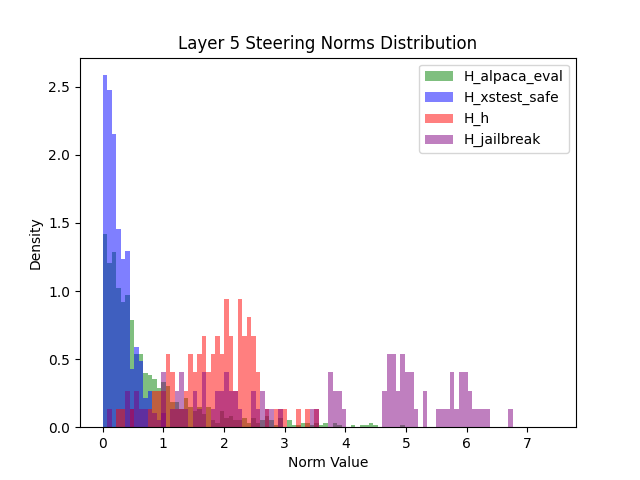 Layer 5 Steering Norms Distribution
H_alpaca_eval
H_xstest_safe
H_h
H_jailbreak
2.5
2.0
1.5
1.0
0.5
0.0
Density
0 1 2 3 4 5 6 7
Norm Value